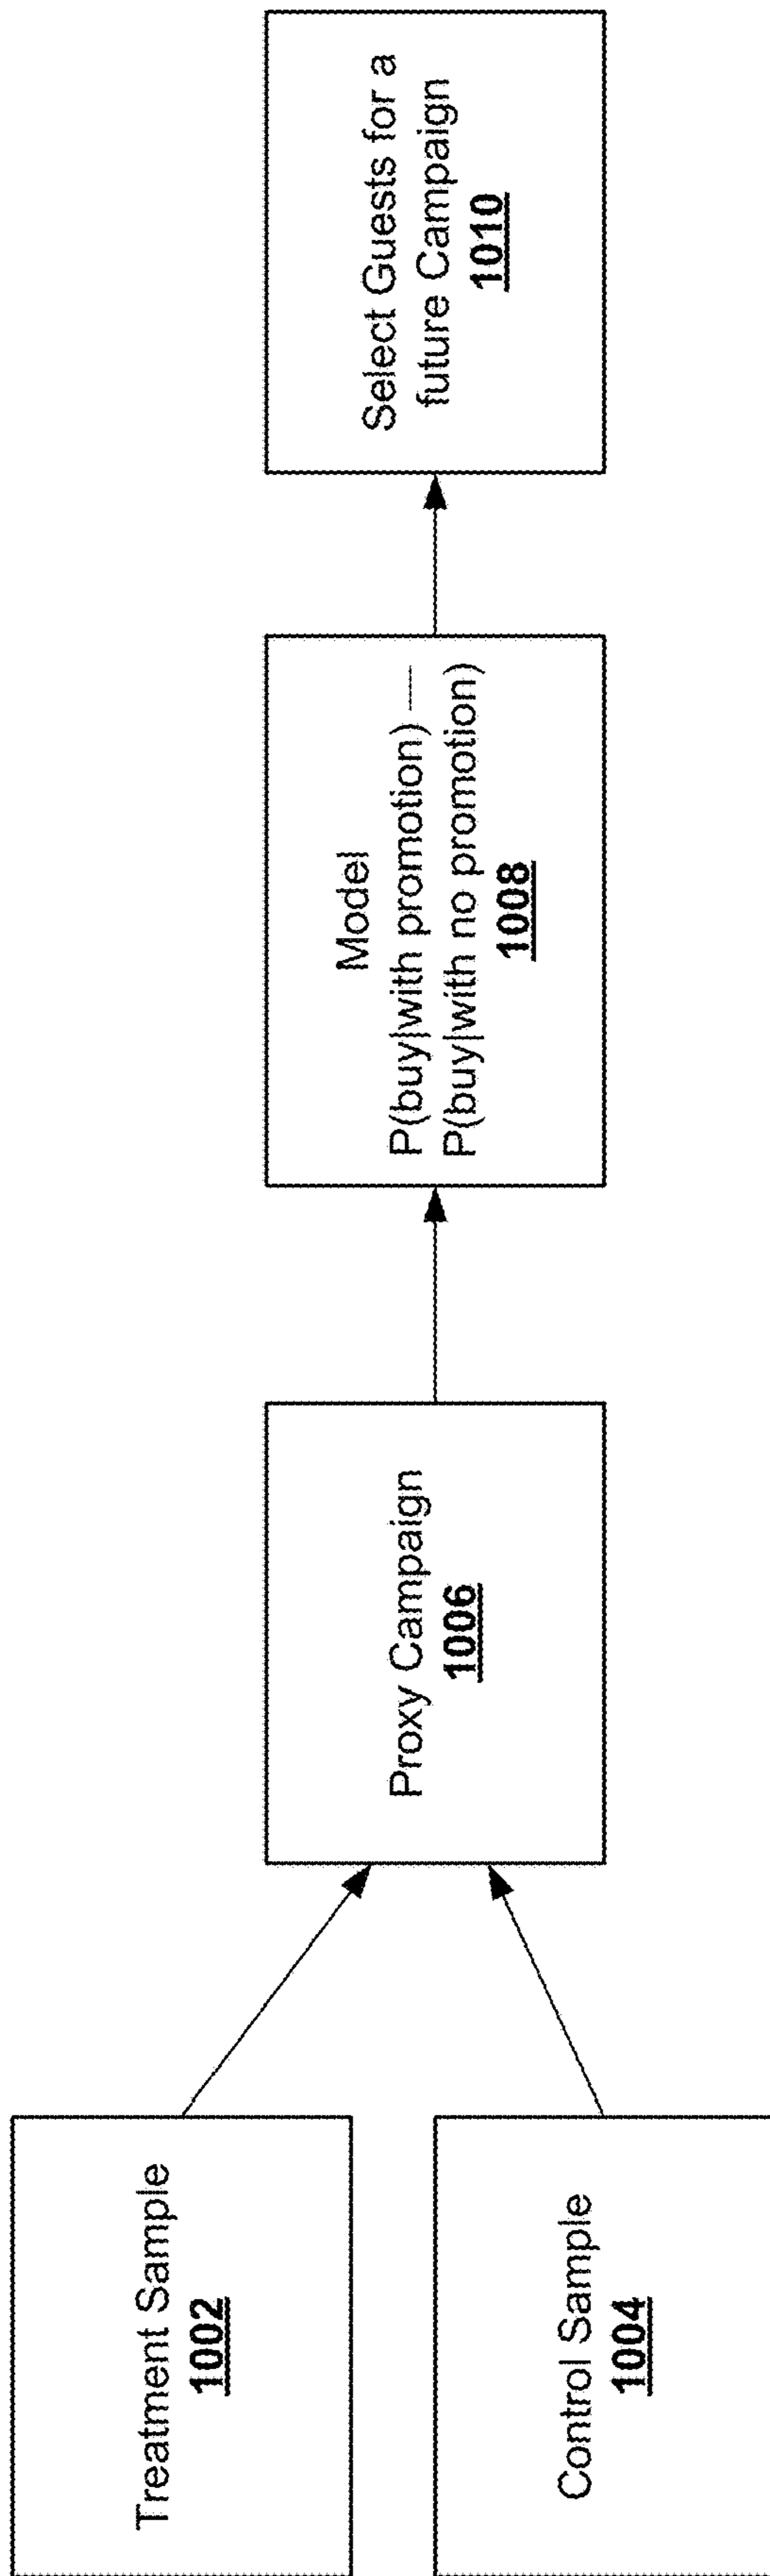 Treatment Sample
1002
Control Sample
1004
Proxy Campaign
1006
Model
P(buy|with promotion) —
P(buy|with no promotion)
1008
Select Guests for a
future Campaign
1010